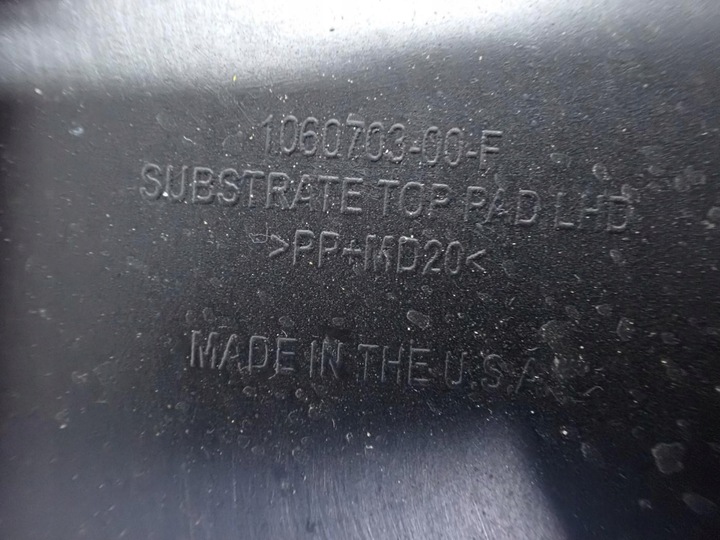 1060703-00-F
SUBSTRATE TOP PAD LHD
>PP+MD20<
MADE IN THE U.S.A